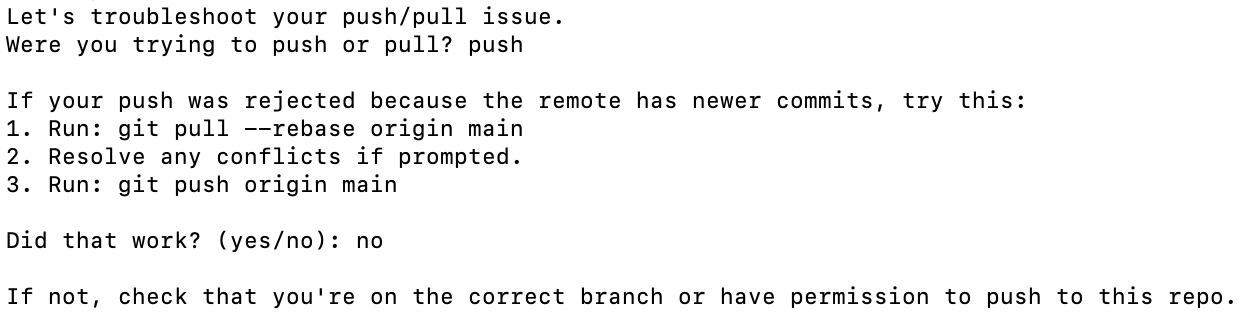 Let's troubleshoot your push/pull issue.
Were you trying to push or pull? push
If your push was rejected because the remote has newer commits, try this:
1. Run: git pull --rebase origin main
2. Resolve any conflicts if prompted.
3. Run: git push origin main
Did that work? (yes/no): no
If not, check that you're on the correct branch or have permission to push to this repo.